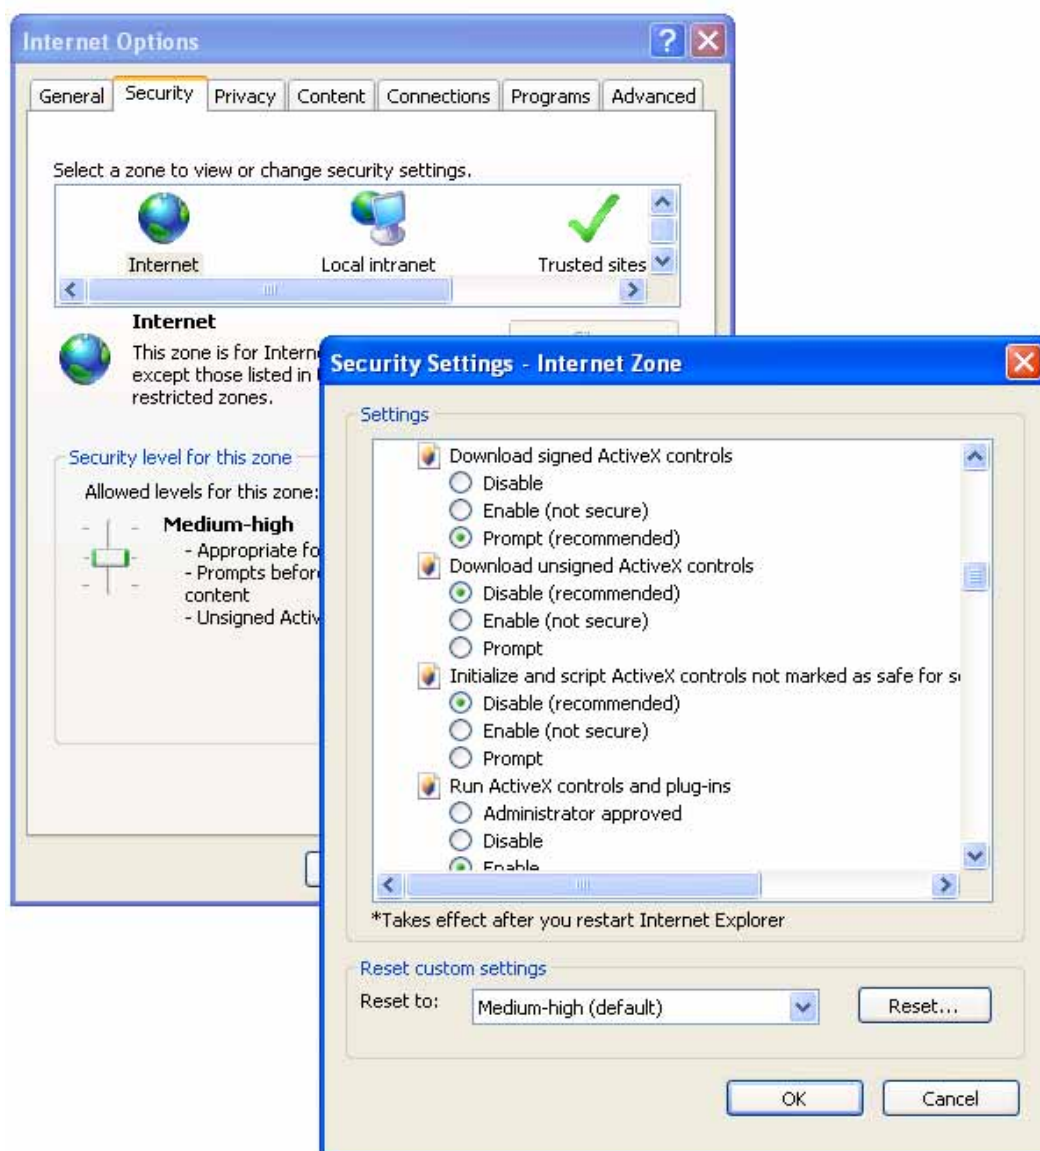 Internet Options
General Security Privacy Content Connections Programs Advanced
Select a zone to view or change security settings.
Internet Local intranet Trusted sites
Internet
This zone is for
except those listed in
restricted zones.
Security level for this zone
Allowed levels for this zone:
Medium-high
- Appropriate
- Prompts
content
- Unsigned
Security Settings - Internet Zone
Settings
Download signed ActiveX controls
Disable
Enable (not secure)
Prompt (recommended)
Download unsigned ActiveX controls
Disable (recommended)
Enable (not secure)
Prompt
Initialize and script ActiveX controls not marked as safe for
Disable (recommended)
Enable (not secure)
Prompt
Run ActiveX controls and plug-ins
Administrator approved
Disable
Enable
*Takes effect after you restart Internet Explorer
Reset custom settings
Reset to: Medium-high (default) Reset...
OK Cancel